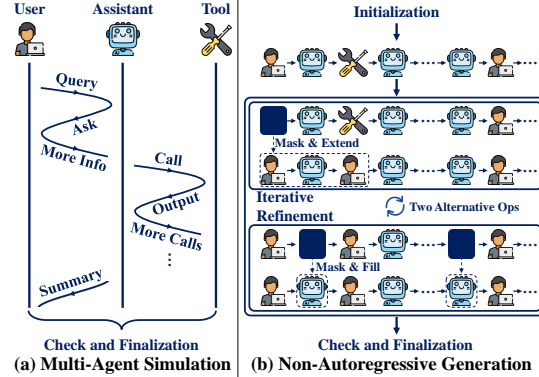 User Assistant Tool
Query
Ask
More Info
Call
Output
More Calls
Summary
Check and Finalization
(a) Multi-Agent Simulation
Initialization
Mask & Extend
Iterative
Refinement
Two Alternative Ops
Mask & Fill
Check and Finalization
(b) Non-Autoregressive Generation